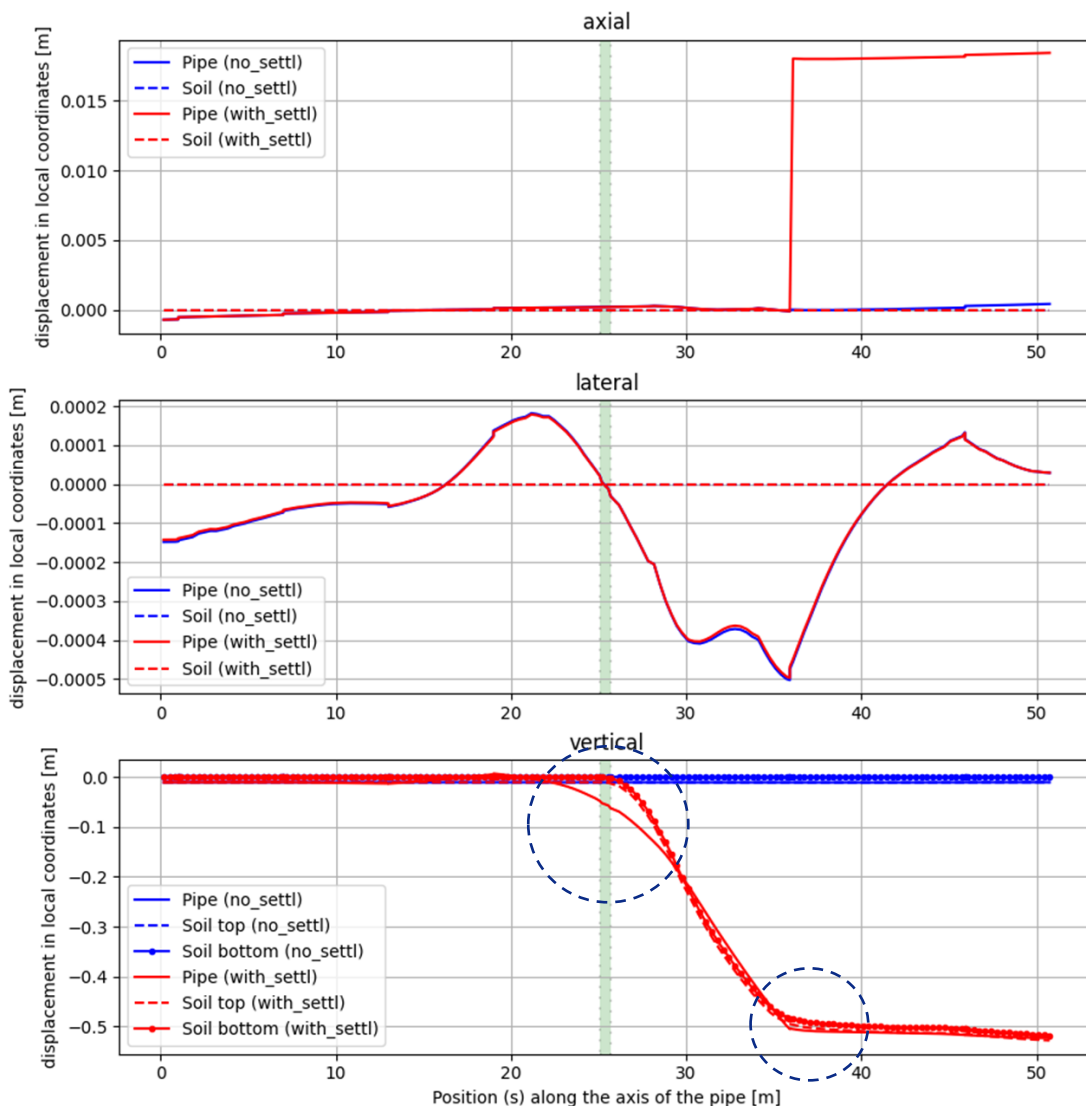 axial
displacement in local coordinates [m]
0.015
0.010
0.005
0.000
Pipe (no_settl)
Soil (no_settl)
Pipe (with_settl)
Soil (with_settl)
0 10 20 30 40 50
lateral
displacement in local coordinates [m]
0.0002
0.0001
0.0000
−0.0001
−0.0002
−0.0003
−0.0004
−0.0005
Pipe (no_settl)
Soil (no_settl)
Pipe (with_settl)
Soil (with_settl)
0 10 20 30 40 50
vertical
displacement in local coordinates [m]
0.0
−0.1
−0.2
−0.3
−0.4
−0.5
Pipe (no_settl)
Soil top (no_settl)
Soil bottom (no_settl)
Pipe (with_settl)
Soil top (with_settl)
Soil bottom (with_settl)
0 10 20 30 40 50
Position (s) along the axis of the pipe [m]